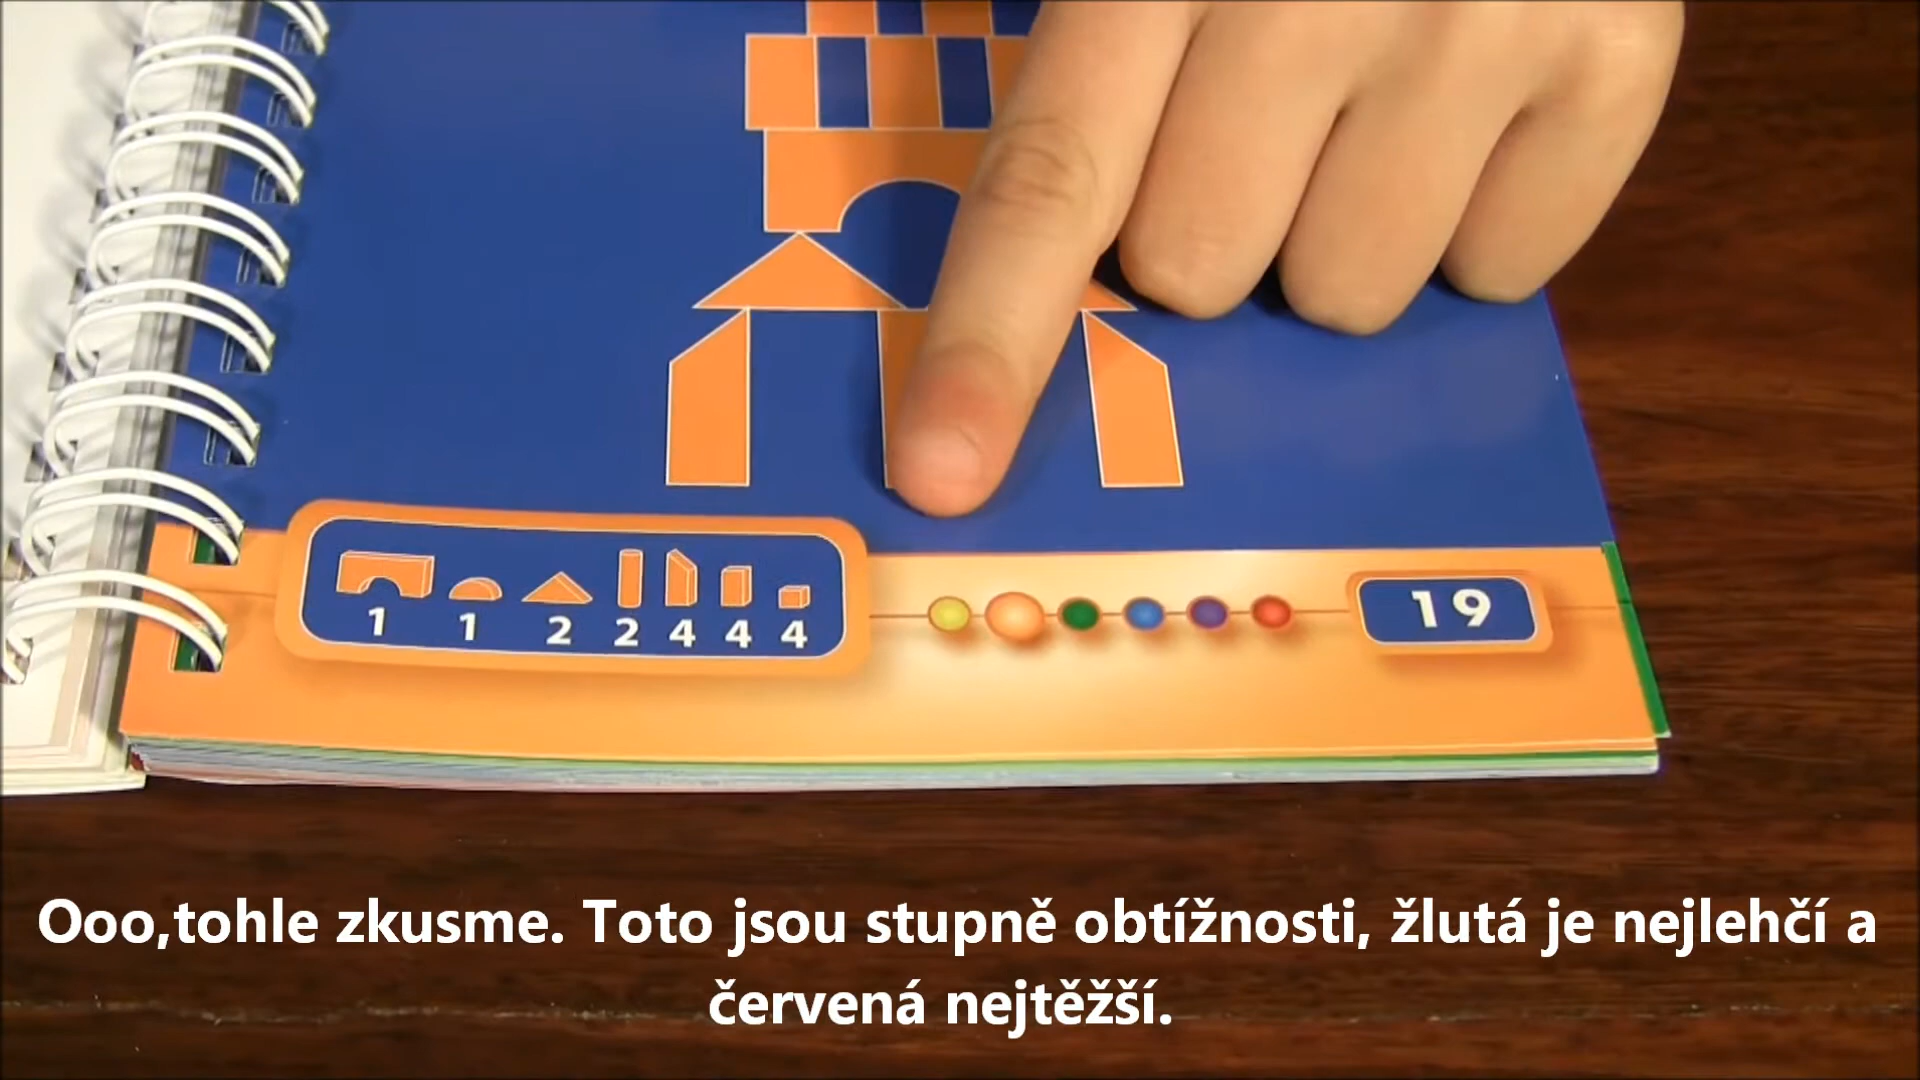 1 1 2 2 4 4 4
19
Ooo,tohle zkusme. Toto jsou stupně obtížnosti, žlutá je nejlehčí a
červená nejtěžší.